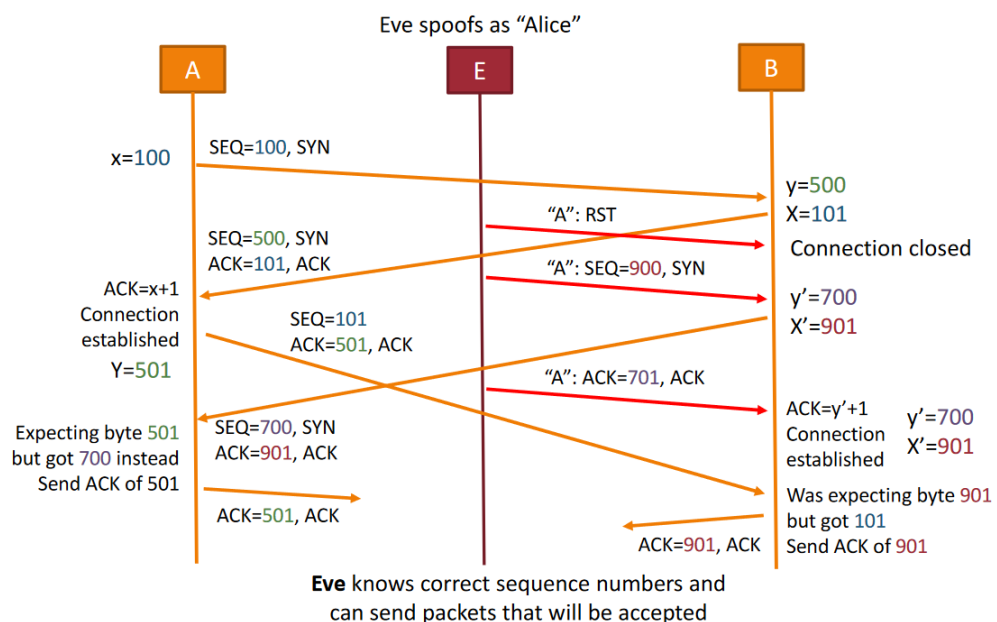 Eve spoofs as “Alice”
A
E
B
x=100
SEQ=100, SYN
y=500
X=101
“A”: RST
Connection closed
SEQ=500, SYN
ACK=101, ACK
“A”: SEQ=900, SYN
ACK=x+1
Connection
established
Y=501
y’=700
X’=901
SEQ=101
ACK=501, ACK
“A”: ACK=701, ACK
ACK=y’+1
Connection
established
y’=700
X’=901
SEQ=700, SYN
ACK=901, ACK
Expecting byte 501
but got 700 instead
Send ACK of 501
ACK=501, ACK
Was expecting byte 901
but got 101
Send ACK of 901
ACK=901, ACK
Eve knows correct sequence numbers and
can send packets that will be accepted